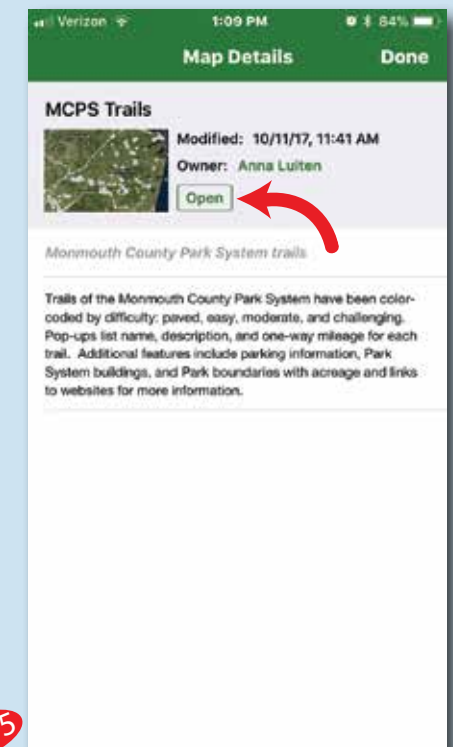 Verizon 1:09 PM 84%
Map Details Done
MCPS Trails
Modified: 10/11/17, 11:41 AM
Owner: Anna Luiten
Open
Monmouth County Park System trails
Trails of the Monmouth County Park System have been color-
coded by difficulty: paved, easy, moderate, and challenging.
Pop-ups list name, description, and one-way mileage for each
trail. Additional features include parking information, Park
System buildings, and Park boundaries with acreage and links
to websites for more information.
5